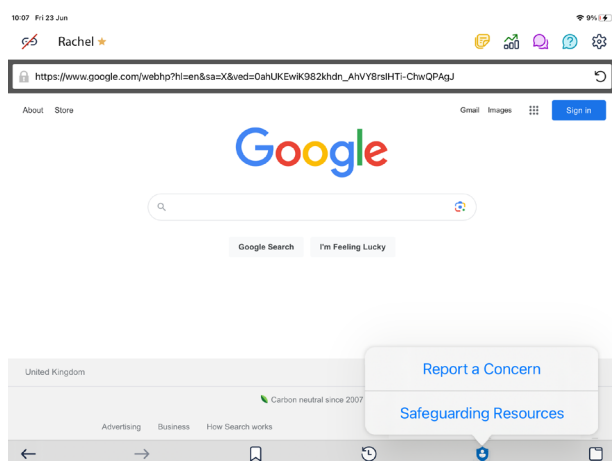 10:07 Fri 23 Jun 9%
Rachel
https://www.google.com/webhp?hl=en&sa=X&ved=0ahUKEwiK982khdn_AhVY8rsIHTi-ChwQPAgJ
About Store Gmail Images Sign in
Google
Google Search I'm Feeling Lucky
United Kingdom
Report a Concern
Carbon neutral since 2007
Safeguarding Resources
Advertising Business How Search works